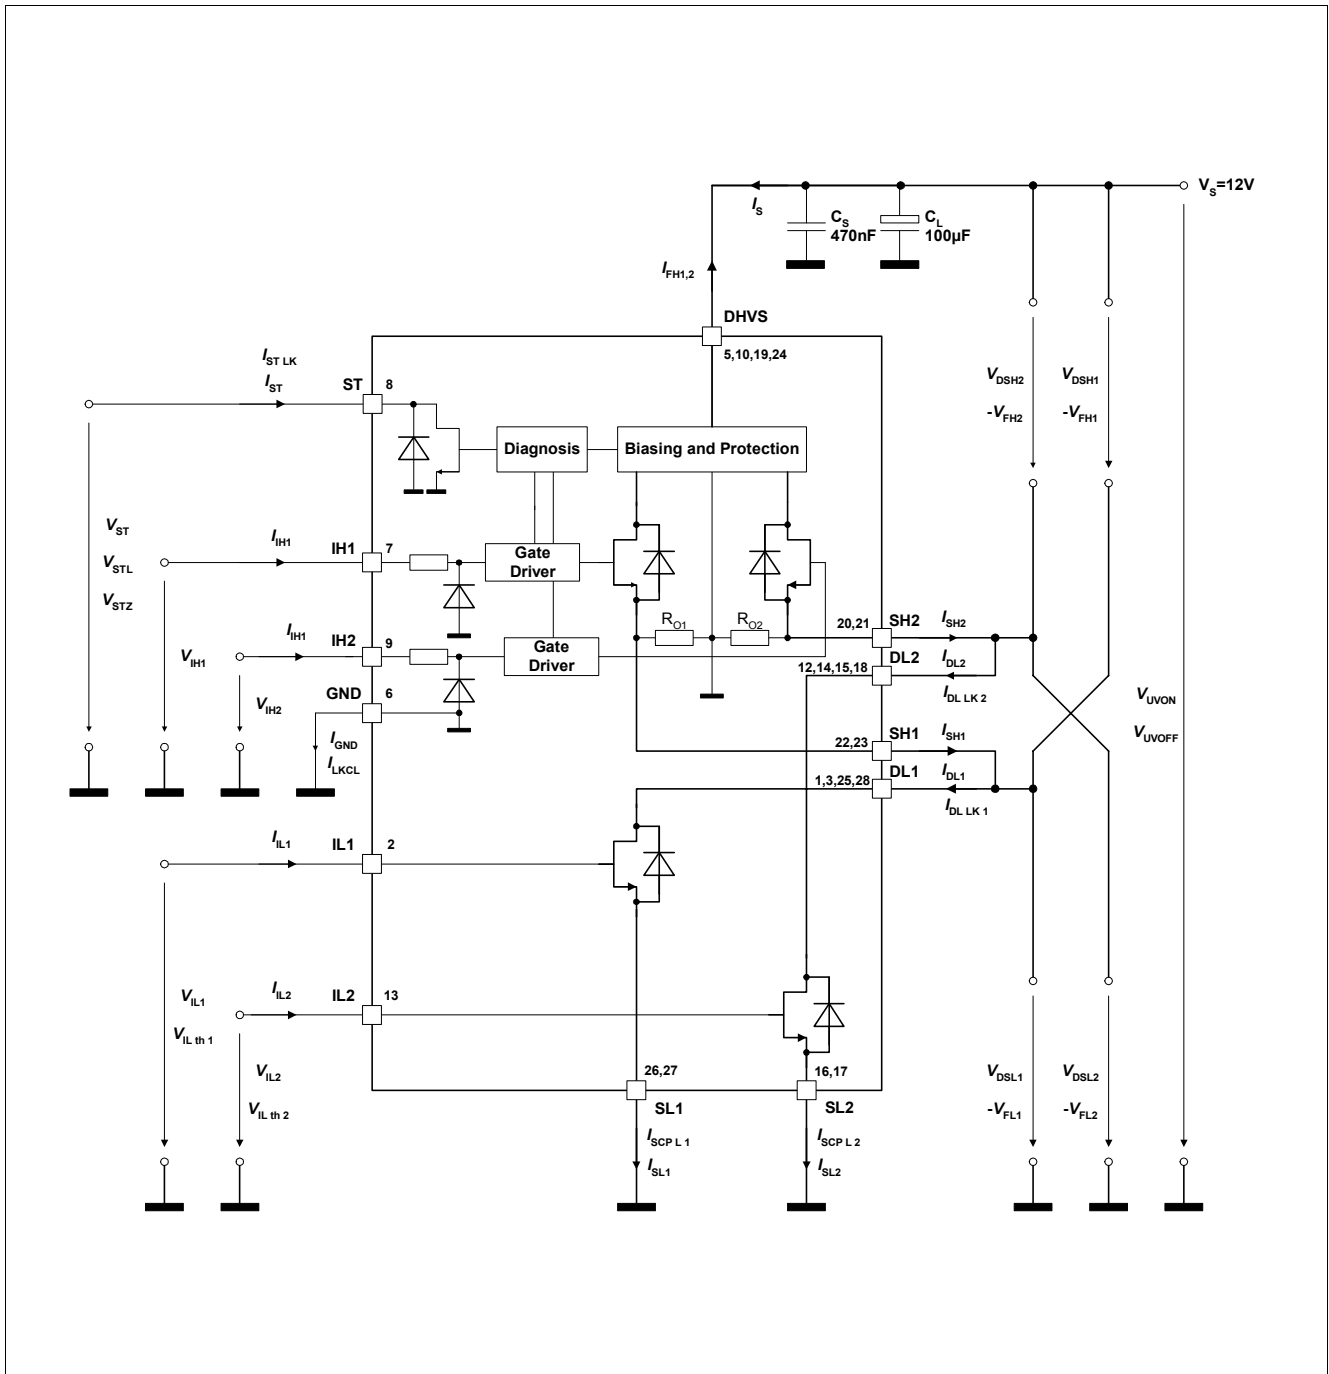 V_S=12V
I_S
C_S
470nF
C_L
100µF
I_FH1,2
DHVS
5,10,19,24
I_ST LK
I_ST
ST
8
V_DSH2
-V_FH2
V_DSH1
-V_FH1
Diagnosis
Biasing and Protection
V_ST
V_STL
V_STZ
I_IH1
IH1
7
Gate
Driver
R_O1
R_O2
20,21
SH2
I_SH2
I_IH1
IH2
9
Gate
Driver
12,14,15,18
DL2
I_DL2
I_DL LK 2
V_IH1
V_IH2
GND
6
I_GND
I_LKCL
V_UVON
V_UVOFF
22,23
SH1
I_SH1
1,3,25,28
DL1
I_DL1
I_DL LK 1
I_IL1
IL1
2
V_IL1
V_IL th 1
I_IL2
IL2
13
V_IL2
V_IL th 2
26,27
SL1
16,17
SL2
I_SCP L 1
I_SL1
I_SCP L 2
I_SL2
V_DSL1
-V_FL1
V_DSL2
-V_FL2